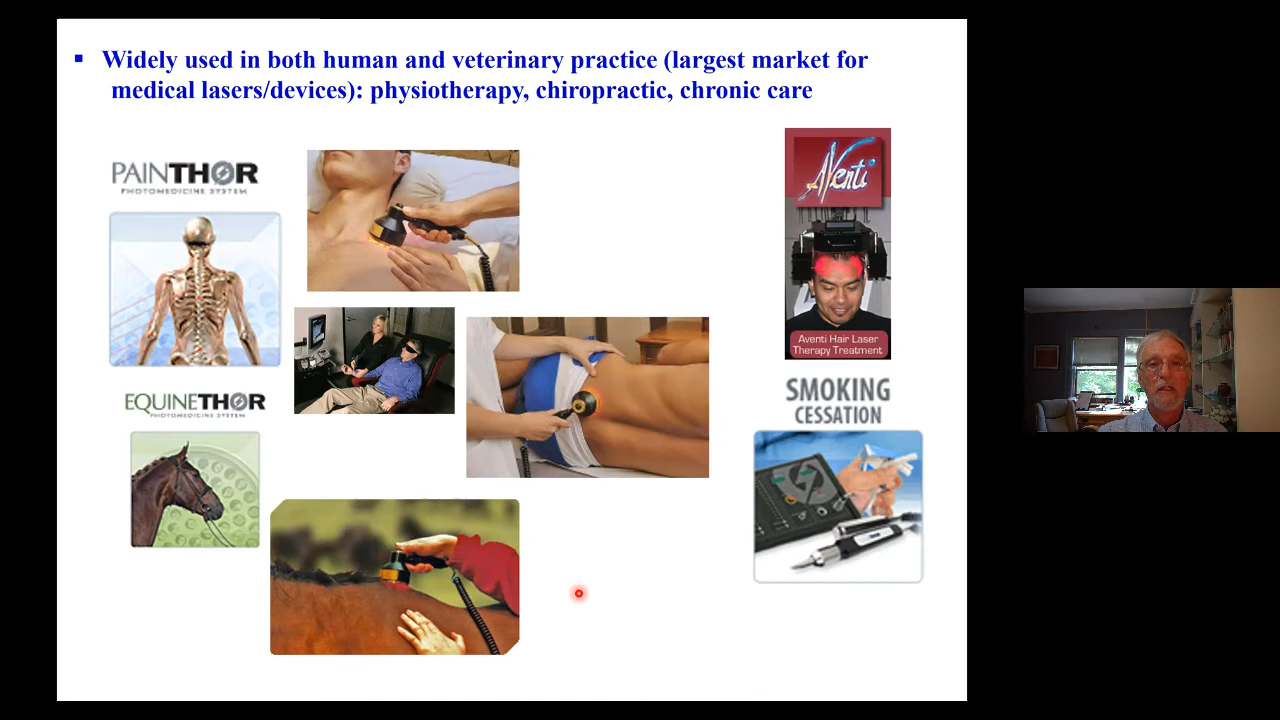 Widely used in both human and veterinary practice (largest market for
medical lasers/devices): physiotherapy, chiropractic, chronic care
PAINTHOR
PHOTOMEDICINE SYSTEM
EQUINETHOR
PHOTOMEDICINE SYSTEM
Aventi
Aventi Hair Laser
Therapy Treatment
SMOKING
CESSATION